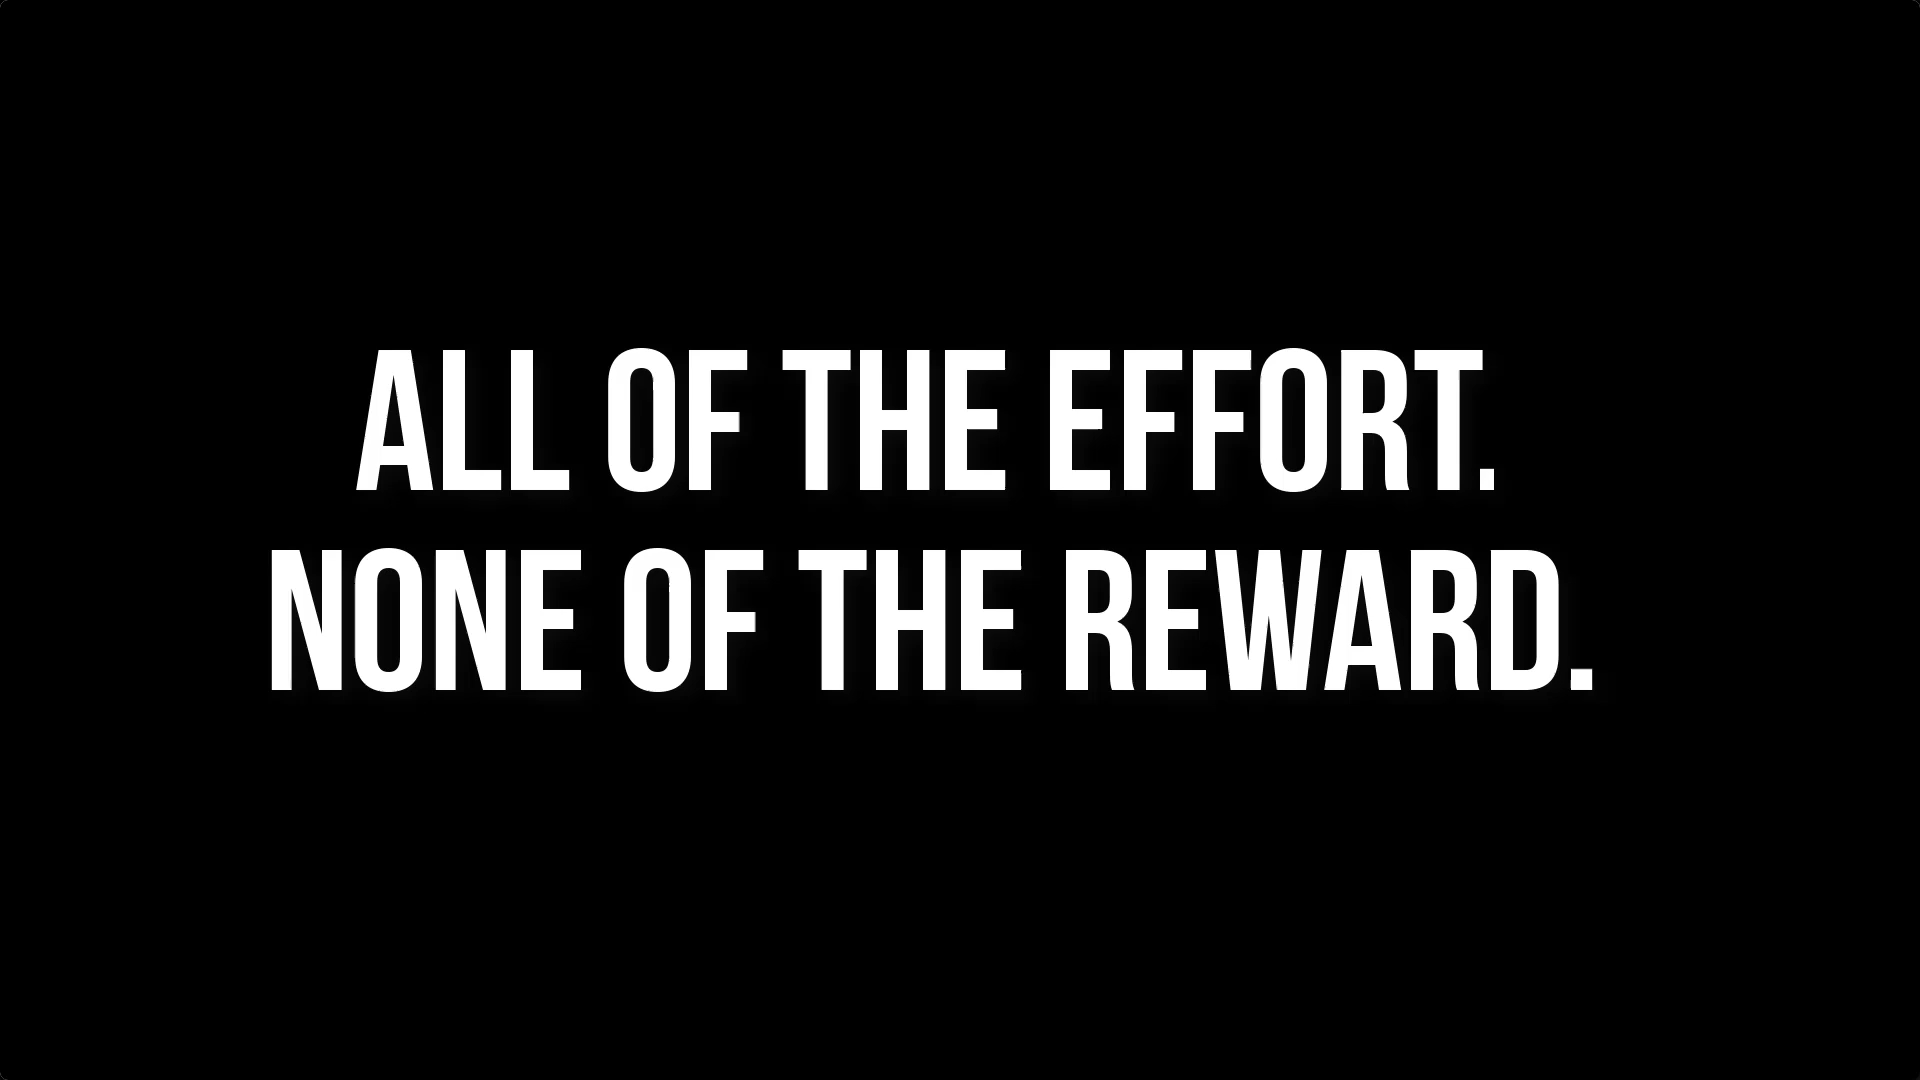 ALL OF THE EFFORT.
NONE OF THE REWARD.